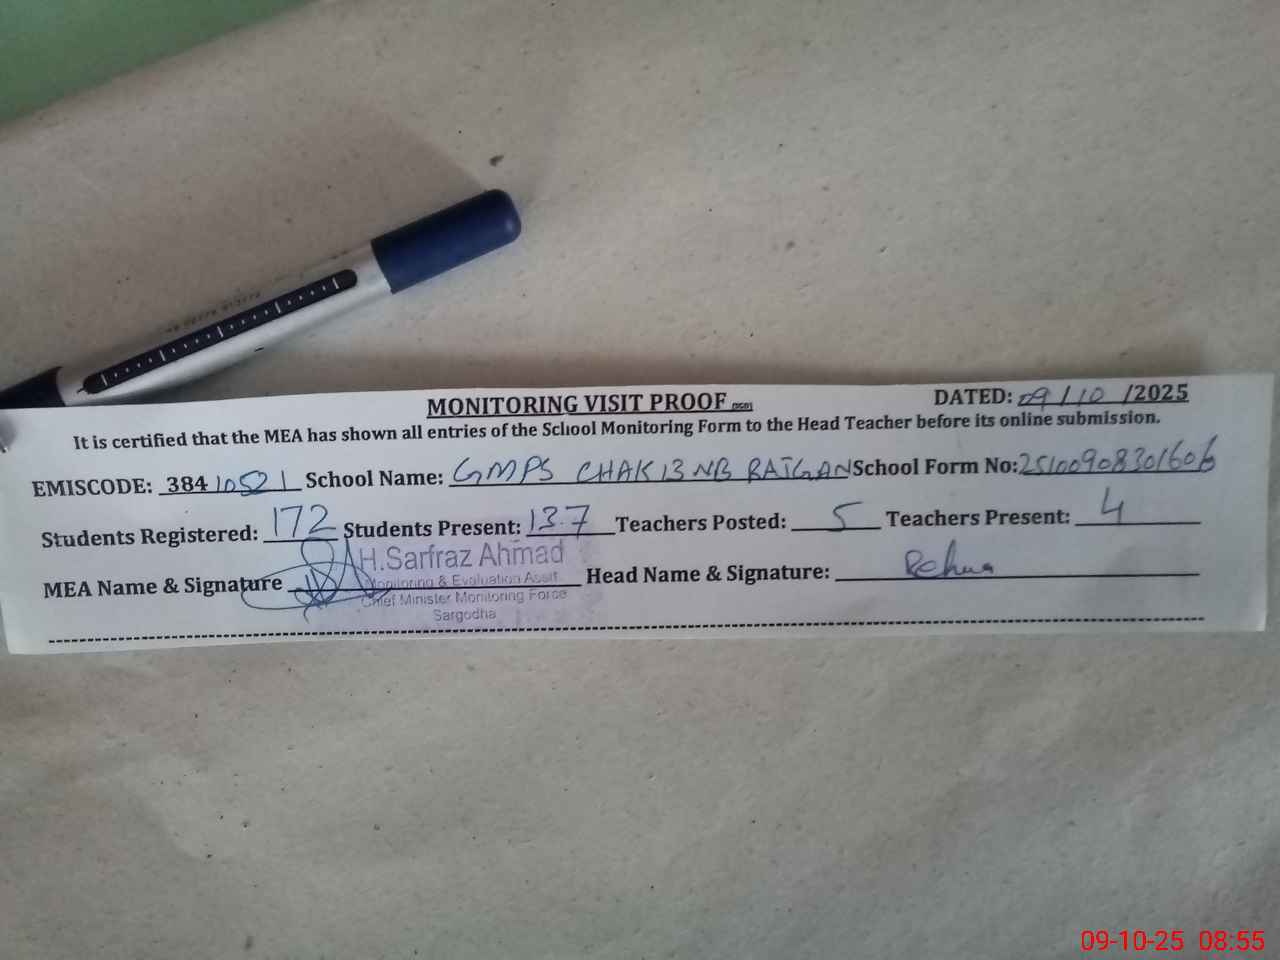 MONITORING VISIT PROOF DATED: 09/10/2025
It is certified that the MEA has shown all entries of the School Monitoring Form to the Head Teacher before its online submission.
EMISCODE: 38410521 School Name: GMPS CHAK 13 NB RAIGAN School Form No: 25100908301606
Students Registered: 172 Students Present: 137 Teachers Posted: 5 Teachers Present: 4
MEA Name & Signature H.Sarfraz Ahmad Head Name & Signature:
Monitoring & Evaluation Asstt
Chief Minister Monitoring Force
Sargodha
09-10-25 08:55